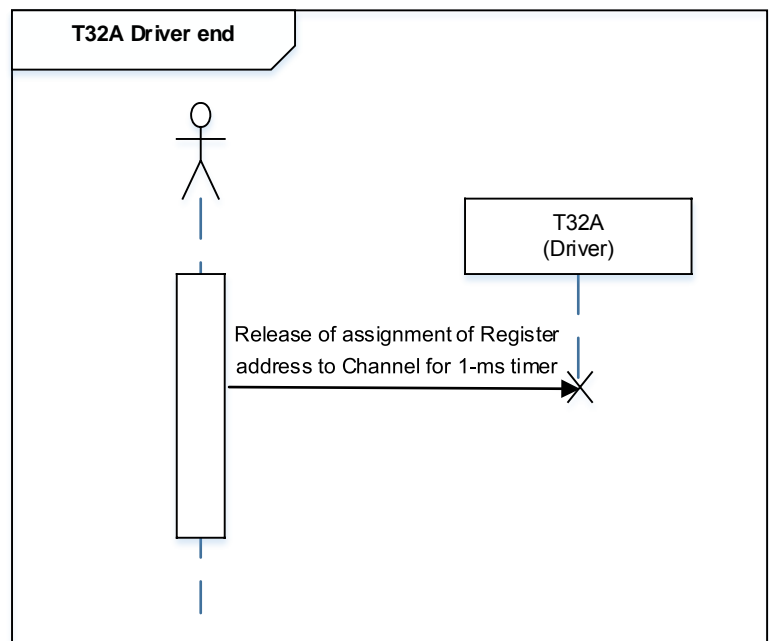 T32A Driver end
T32A
(Driver)
Release of assignment of Register
address to Channel for 1-ms timer